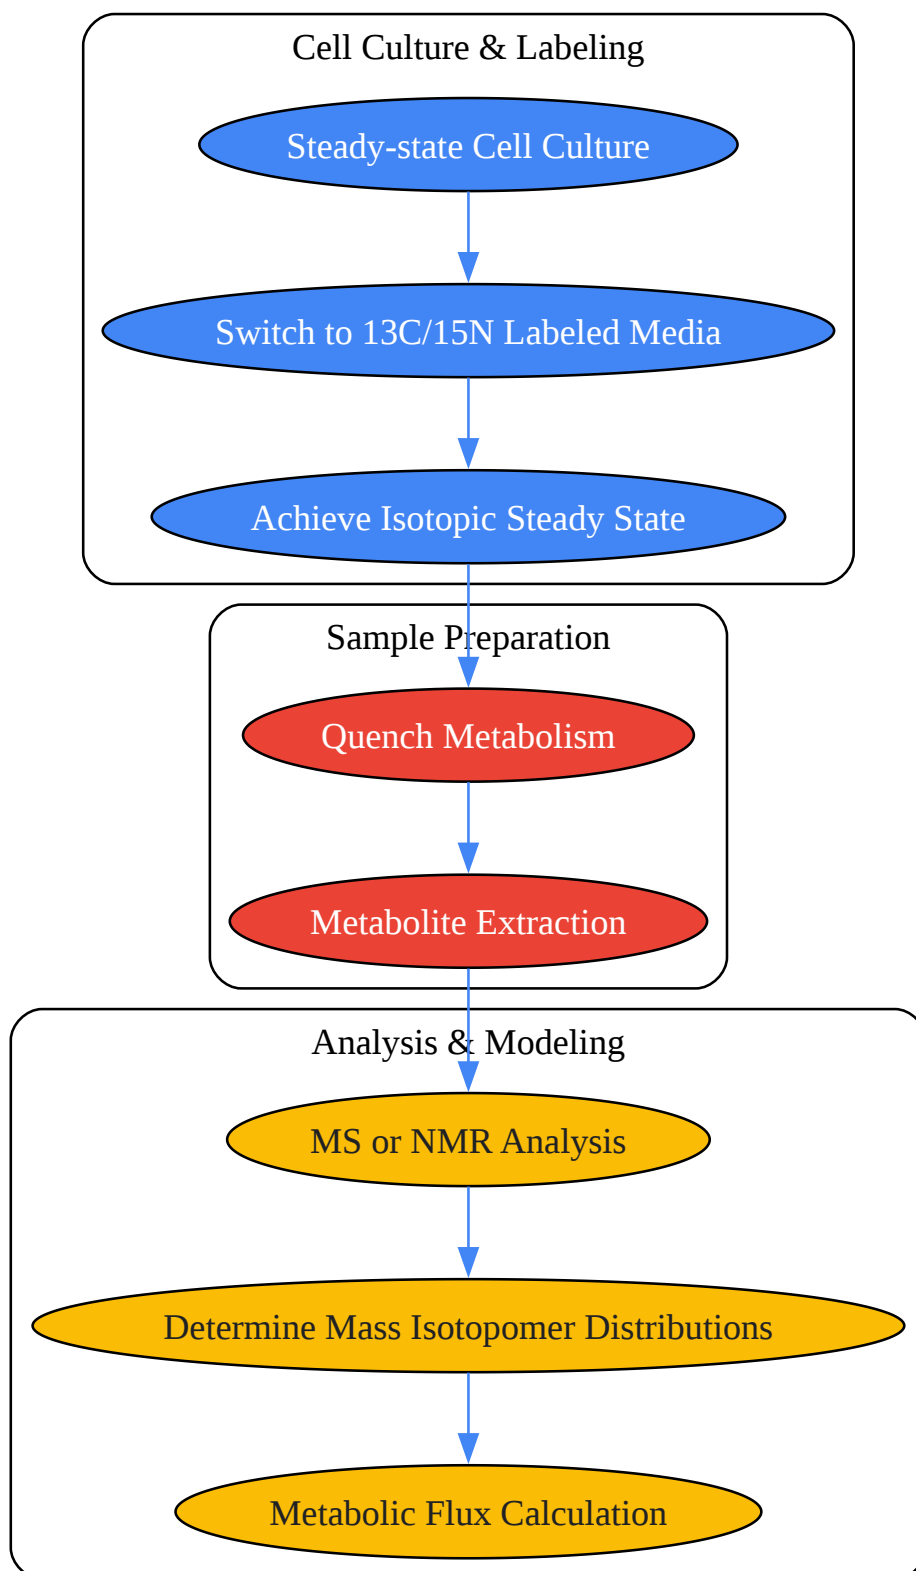 Cell Culture & Labeling
Steady-state Cell Culture
Switch to 13C/15N Labeled Media
Achieve Isotopic Steady State
Sample Preparation
Quench Metabolism
Metabolite Extraction
Analysis & Modeling
MS or NMR Analysis
Determine Mass Isotopomer Distributions
Metabolic Flux Calculation